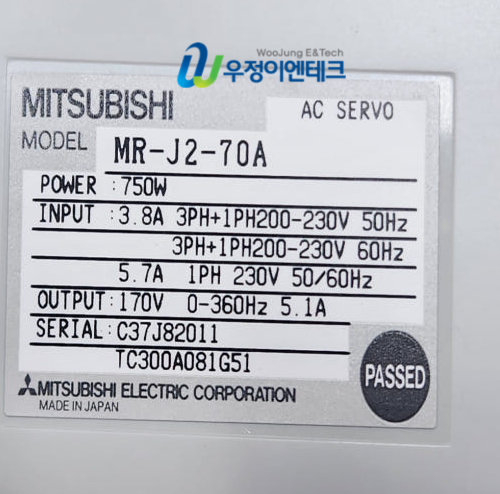 WooJung E&Tech
우정이엔테크
MITSUBISHI
AC SERVO
MODEL MR-J2-70A
POWER :750W
INPUT :3.8A 3PH+1PH200-230V 50Hz
3PH+1PH200-230V 60Hz
5.7A 1PH 230V 50/60Hz
OUTPUT:170V 0-360Hz 5.1A
SERIAL:C37J82011
TC300A081G51
PASSED
MITSUBISHI ELECTRIC CORPORATION
MADE IN JAPAN